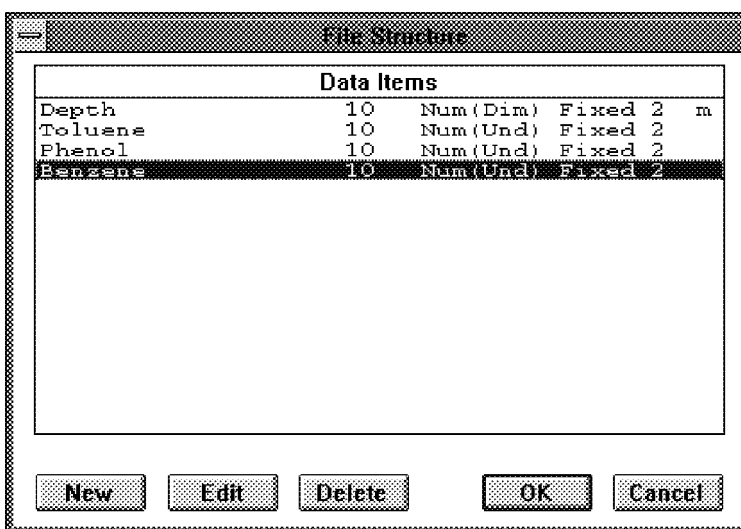 File Structure
Data Items
Depth 10 Num(Dim) Fixed 2 m
Toluene 10 Num(Und) Fixed 2
Phenol 10 Num(Und) Fixed 2
Benzene 10 Num(Und) Fixed 2
New Edit Delete OK Cancel